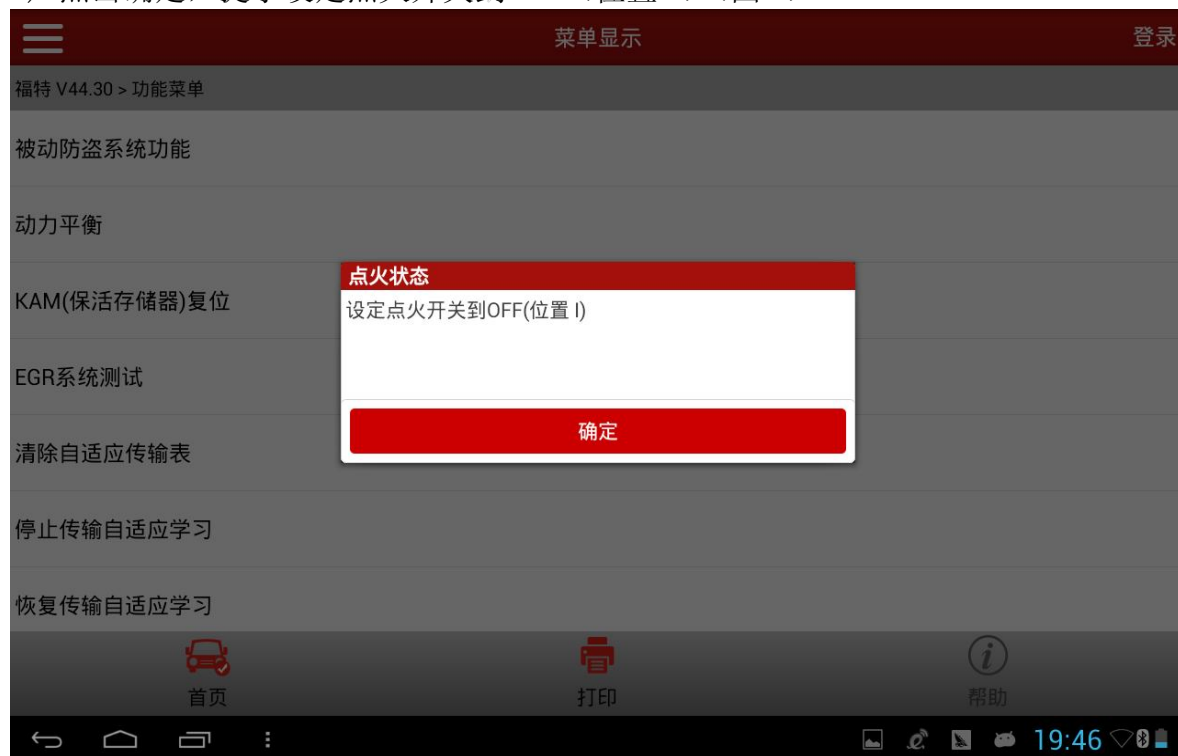 菜单显示
登录
福特 V44.30 > 功能菜单
被动防盗系统功能
动力平衡
KAM(保活存储器)复位
EGR系统测试
清除自适应传输表
停止传输自适应学习
恢复传输自适应学习
点火状态
设定点火开关到OFF(位置 I)
确定
首页
打印
帮助
19:46